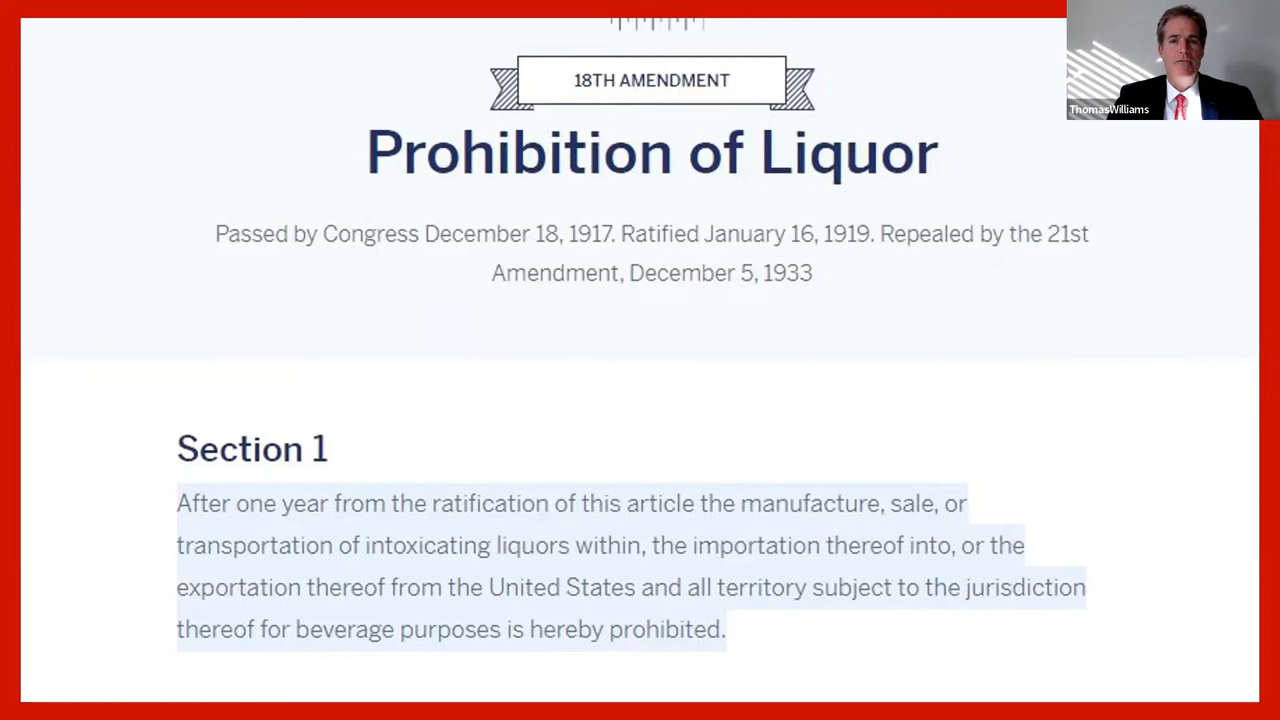 18TH AMENDMENT
Prohibition of Liquor
Passed by Congress December 18, 1917. Ratified January 16, 1919. Repealed by the 21st
Amendment, December 5, 1933
Section 1
After one year from the ratification of this article the manufacture, sale, or
transportation of intoxicating liquors within, the importation thereof into, or the
exportation thereof from the United States and all territory subject to the jurisdiction
thereof for beverage purposes is hereby prohibited.
ThomasWilliams